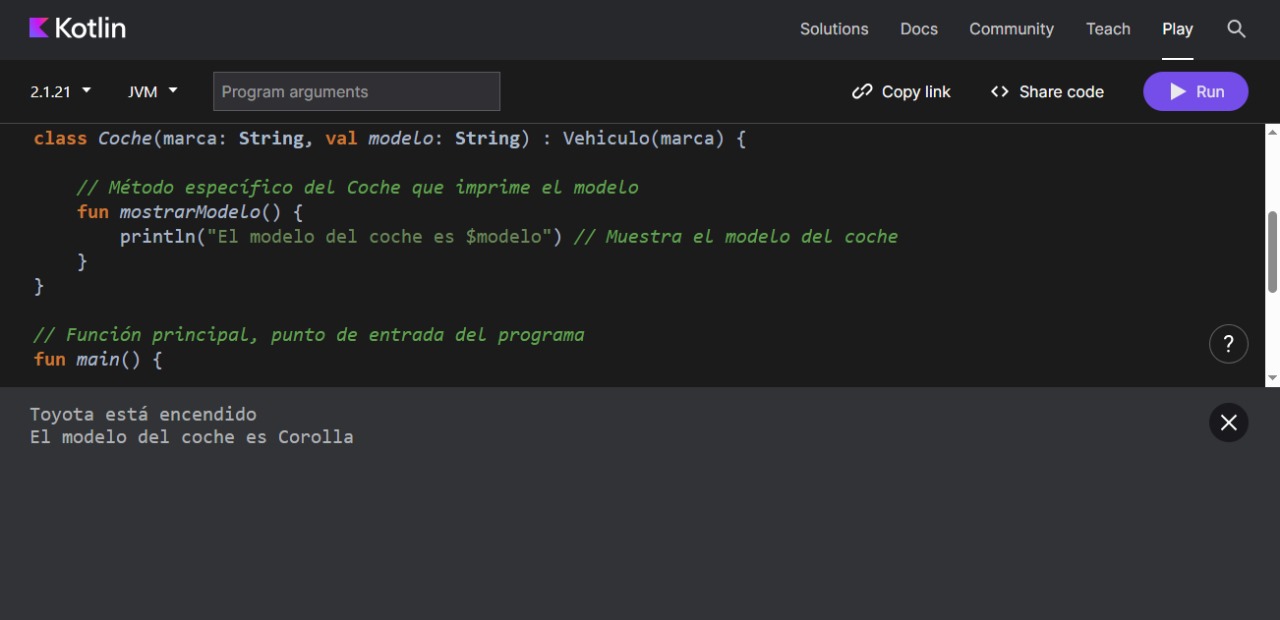 Kotlin
Solutions Docs Community Teach Play
2.1.21 JVM Program arguments Copy link <> Share code Run
class Coche(marca: String, val modelo: String) : Vehiculo(marca) {
// Método específico del Coche que imprime el modelo
fun mostrarModelo() {
println("El modelo del coche es $modelo") // Muestra el modelo del coche
}
}
// Función principal, punto de entrada del programa
fun main() {
?
Toyota está encendido
El modelo del coche es Corolla